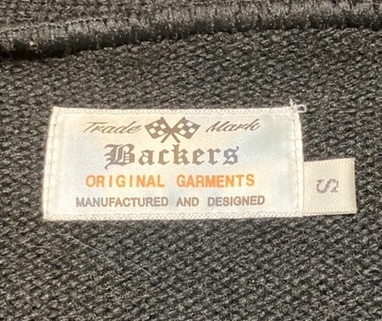 Trade Mark
Backers
ORIGINAL GARMENTS
MANUFACTURED AND DESIGNED
S